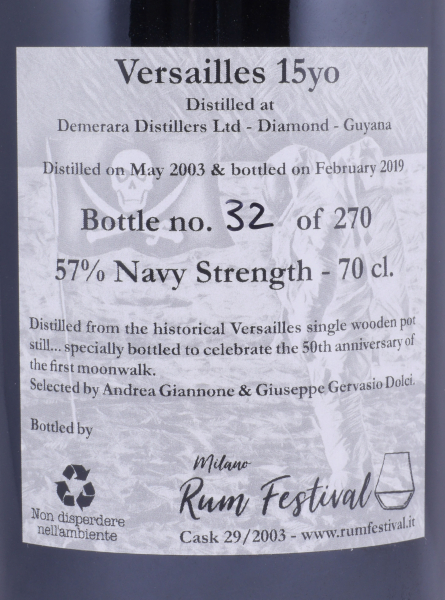 Versailles 15yo
Distilled at
Demerara Distillers Ltd - Diamond - Guyana
Distilled on May 2003 & bottled on February 2019
Bottle no. 32 of 270
57% Navy Strength - 70 cl.
Distilled from the historical Versailles single wooden pot
still... specially bottled to celebrate the 50th anniversary of
the first moonwalk.
Selected by Andrea Giannone & Giuseppe Gervasio Dolci.
Bottled by
Milano
Rum Festival
Non disperdere
nell'ambiente
Cask 29/2003 - www.rumfestival.it